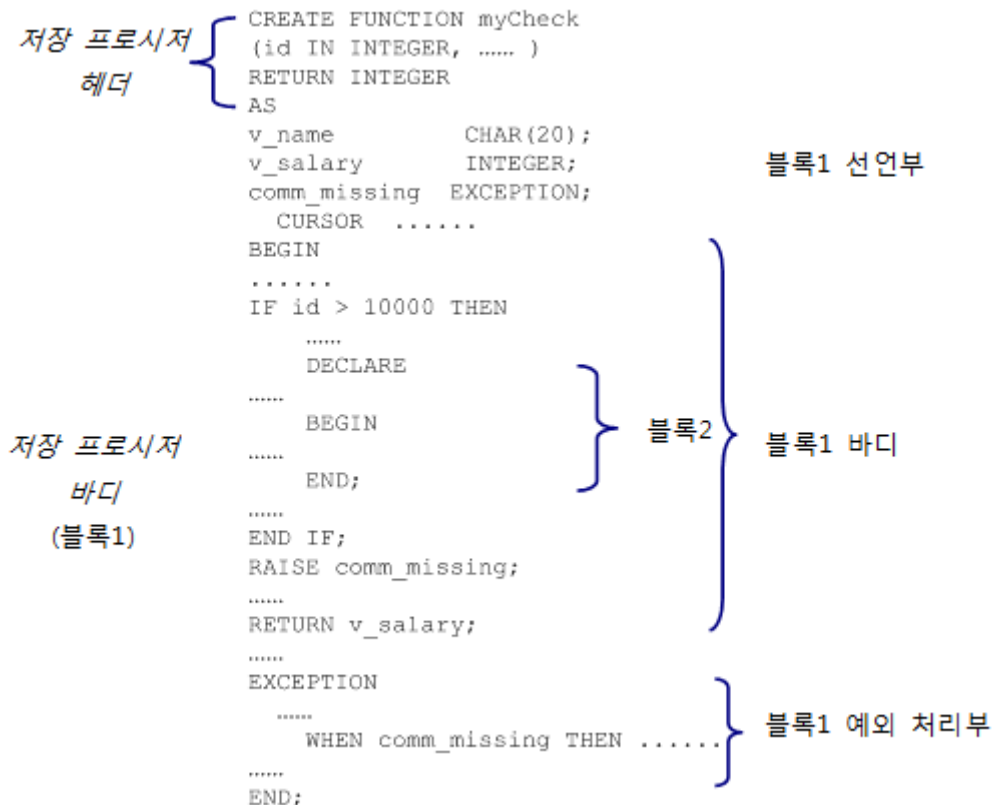 저장 프로시저
헤더
CREATE FUNCTION myCheck
(id IN INTEGER, ...... )
RETURN INTEGER
AS
v_name CHAR(20);
v_salary INTEGER;
comm_missing EXCEPTION;
CURSOR ......
블록1 선언부
BEGIN
......
IF id > 10000 THEN
......
DECLARE
......
BEGIN
......
END;
블록2
블록1 바디
저장 프로시저
바디
(블록1)
......
END IF;
RAISE comm_missing;
......
RETURN v_salary;
......
EXCEPTION
......
WHEN comm_missing THEN ......
블록1 예외 처리부
......
END;